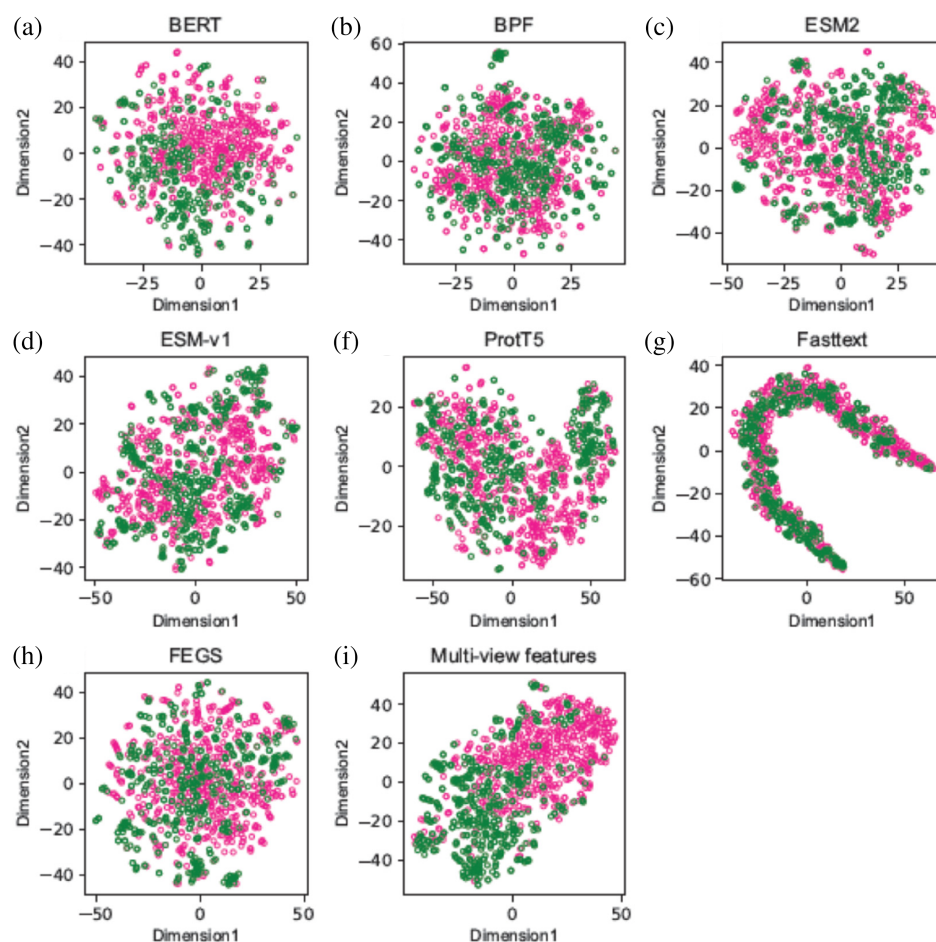 (a) BERT
40
20
0
−20
−40
Dimension2
−25 0 25
Dimension1
(b) BPF
60
40
20
0
−20
−40
Dimension2
−25 0 25
Dimension1
(c) ESM2
40
20
0
−20
−40
Dimension2
−50 −25 0 25
Dimension1
(d) ESM-v1
40
20
0
−20
−40
Dimension2
−50 0 50
Dimension1
(f) ProtT5
20
0
−20
Dimension2
−50 0 50
Dimension1
(g) Fasttext
40
20
0
−20
−40
−60
Dimension2
0 50
Dimension1
(h) FEGS
40
20
0
−20
−40
Dimension2
−50 0 50
Dimension1
(i) Multi-view features
40
20
0
−20
−40
Dimension2
0 50
Dimension1